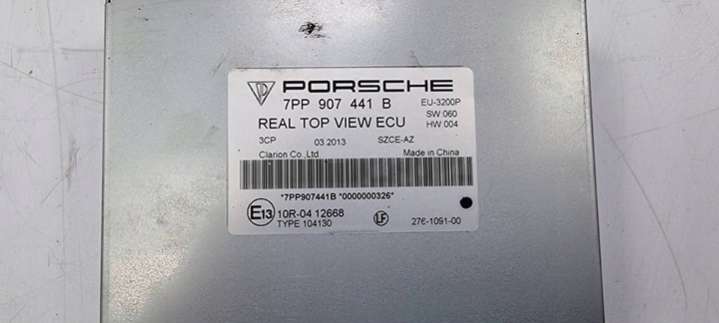 PORSCHE
7PP 907 441 B
EU-3200P
REAL TOP VIEW ECU
SW 060
HW 004
3CP 03.2013 SZCE-AZ
Clarion Co.,Ltd Made in China
*7PP907441B *0000000326*
E13 10R-04 12668
TYPE 104130
LF
276-1091-00